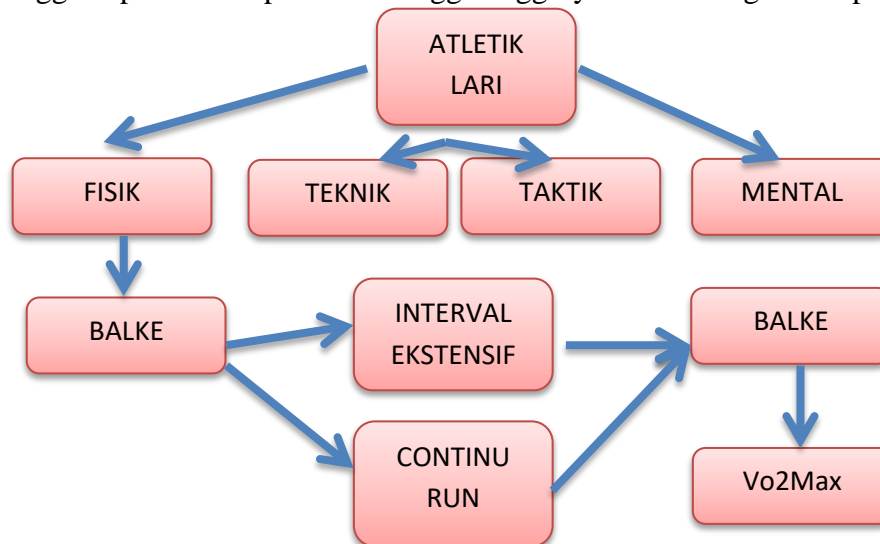 ATLETIK
LARI
FISIK
TEKNIK
TAKTIK
MENTAL
BALKE
INTERVAL
EKSTENSIF
BALKE
CONTINU
RUN
Vo2Max